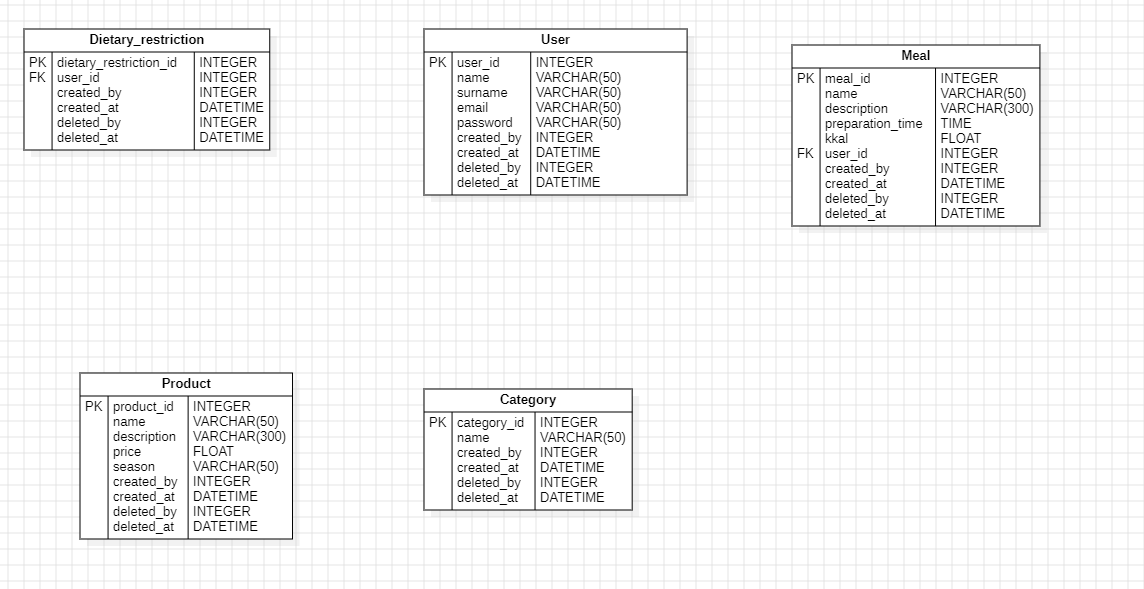 Dietary_restriction
PK dietary_restriction_id INTEGER
FK user_id INTEGER
created_by INTEGER
created_at DATETIME
deleted_by INTEGER
deleted_at DATETIME
User
PK user_id INTEGER
name VARCHAR(50)
surname VARCHAR(50)
email VARCHAR(50)
password VARCHAR(50)
created_by INTEGER
created_at DATETIME
deleted_by INTEGER
deleted_at DATETIME
Meal
PK meal_id INTEGER
name VARCHAR(50)
description VARCHAR(300)
preparation_time TIME
kkal FLOAT
FK user_id INTEGER
created_by INTEGER
created_at DATETIME
deleted_by INTEGER
deleted_at DATETIME
Product
PK product_id INTEGER
name VARCHAR(50)
description VARCHAR(300)
price FLOAT
season VARCHAR(50)
created_by INTEGER
created_at DATETIME
deleted_by INTEGER
deleted_at DATETIME
Category
PK category_id INTEGER
name VARCHAR(50)
created_by INTEGER
created_at DATETIME
deleted_by INTEGER
deleted_at DATETIME